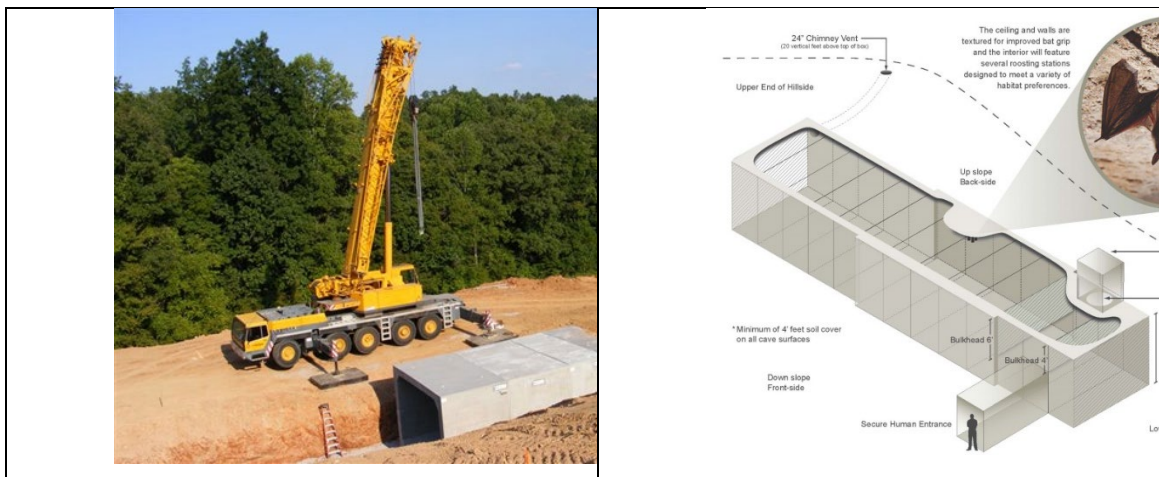 24" Chimney Vent
(20 vertical feet above top of box)
The ceiling and walls are
textured for improved bat grip
and the interior will feature
several roosting stations
designed to meet a variety of
habitat preferences.
Upper End of Hillside
Up slope
Back-side
*Minimum of 4' feet soil cover
on all cave surfaces
Bulkhead 6'
Bulkhead 4'
Down slope
Front-side
Secure Human Entrance